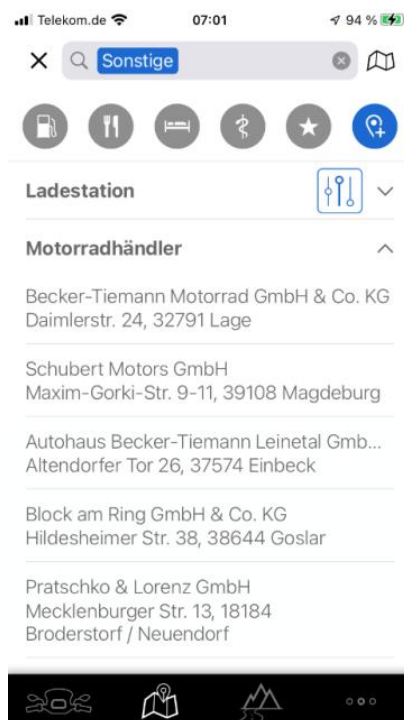 Telekom.de 07:01 94 %
Sonstige
Ladestation
Motorradhändler
Becker-Tiemann Motorrad GmbH & Co. KG
Daimlerstr. 24, 32791 Lage
Schubert Motors GmbH
Maxim-Gorki-Str. 9-11, 39108 Magdeburg
Autohaus Becker-Tiemann Leinetal Gmb...
Altendorfer Tor 26, 37574 Einbeck
Block am Ring GmbH & Co. KG
Hildesheimer Str. 38, 38644 Goslar
Pratschko & Lorenz GmbH
Mecklenburger Str. 13, 18184
Broderstorf / Neuendorf